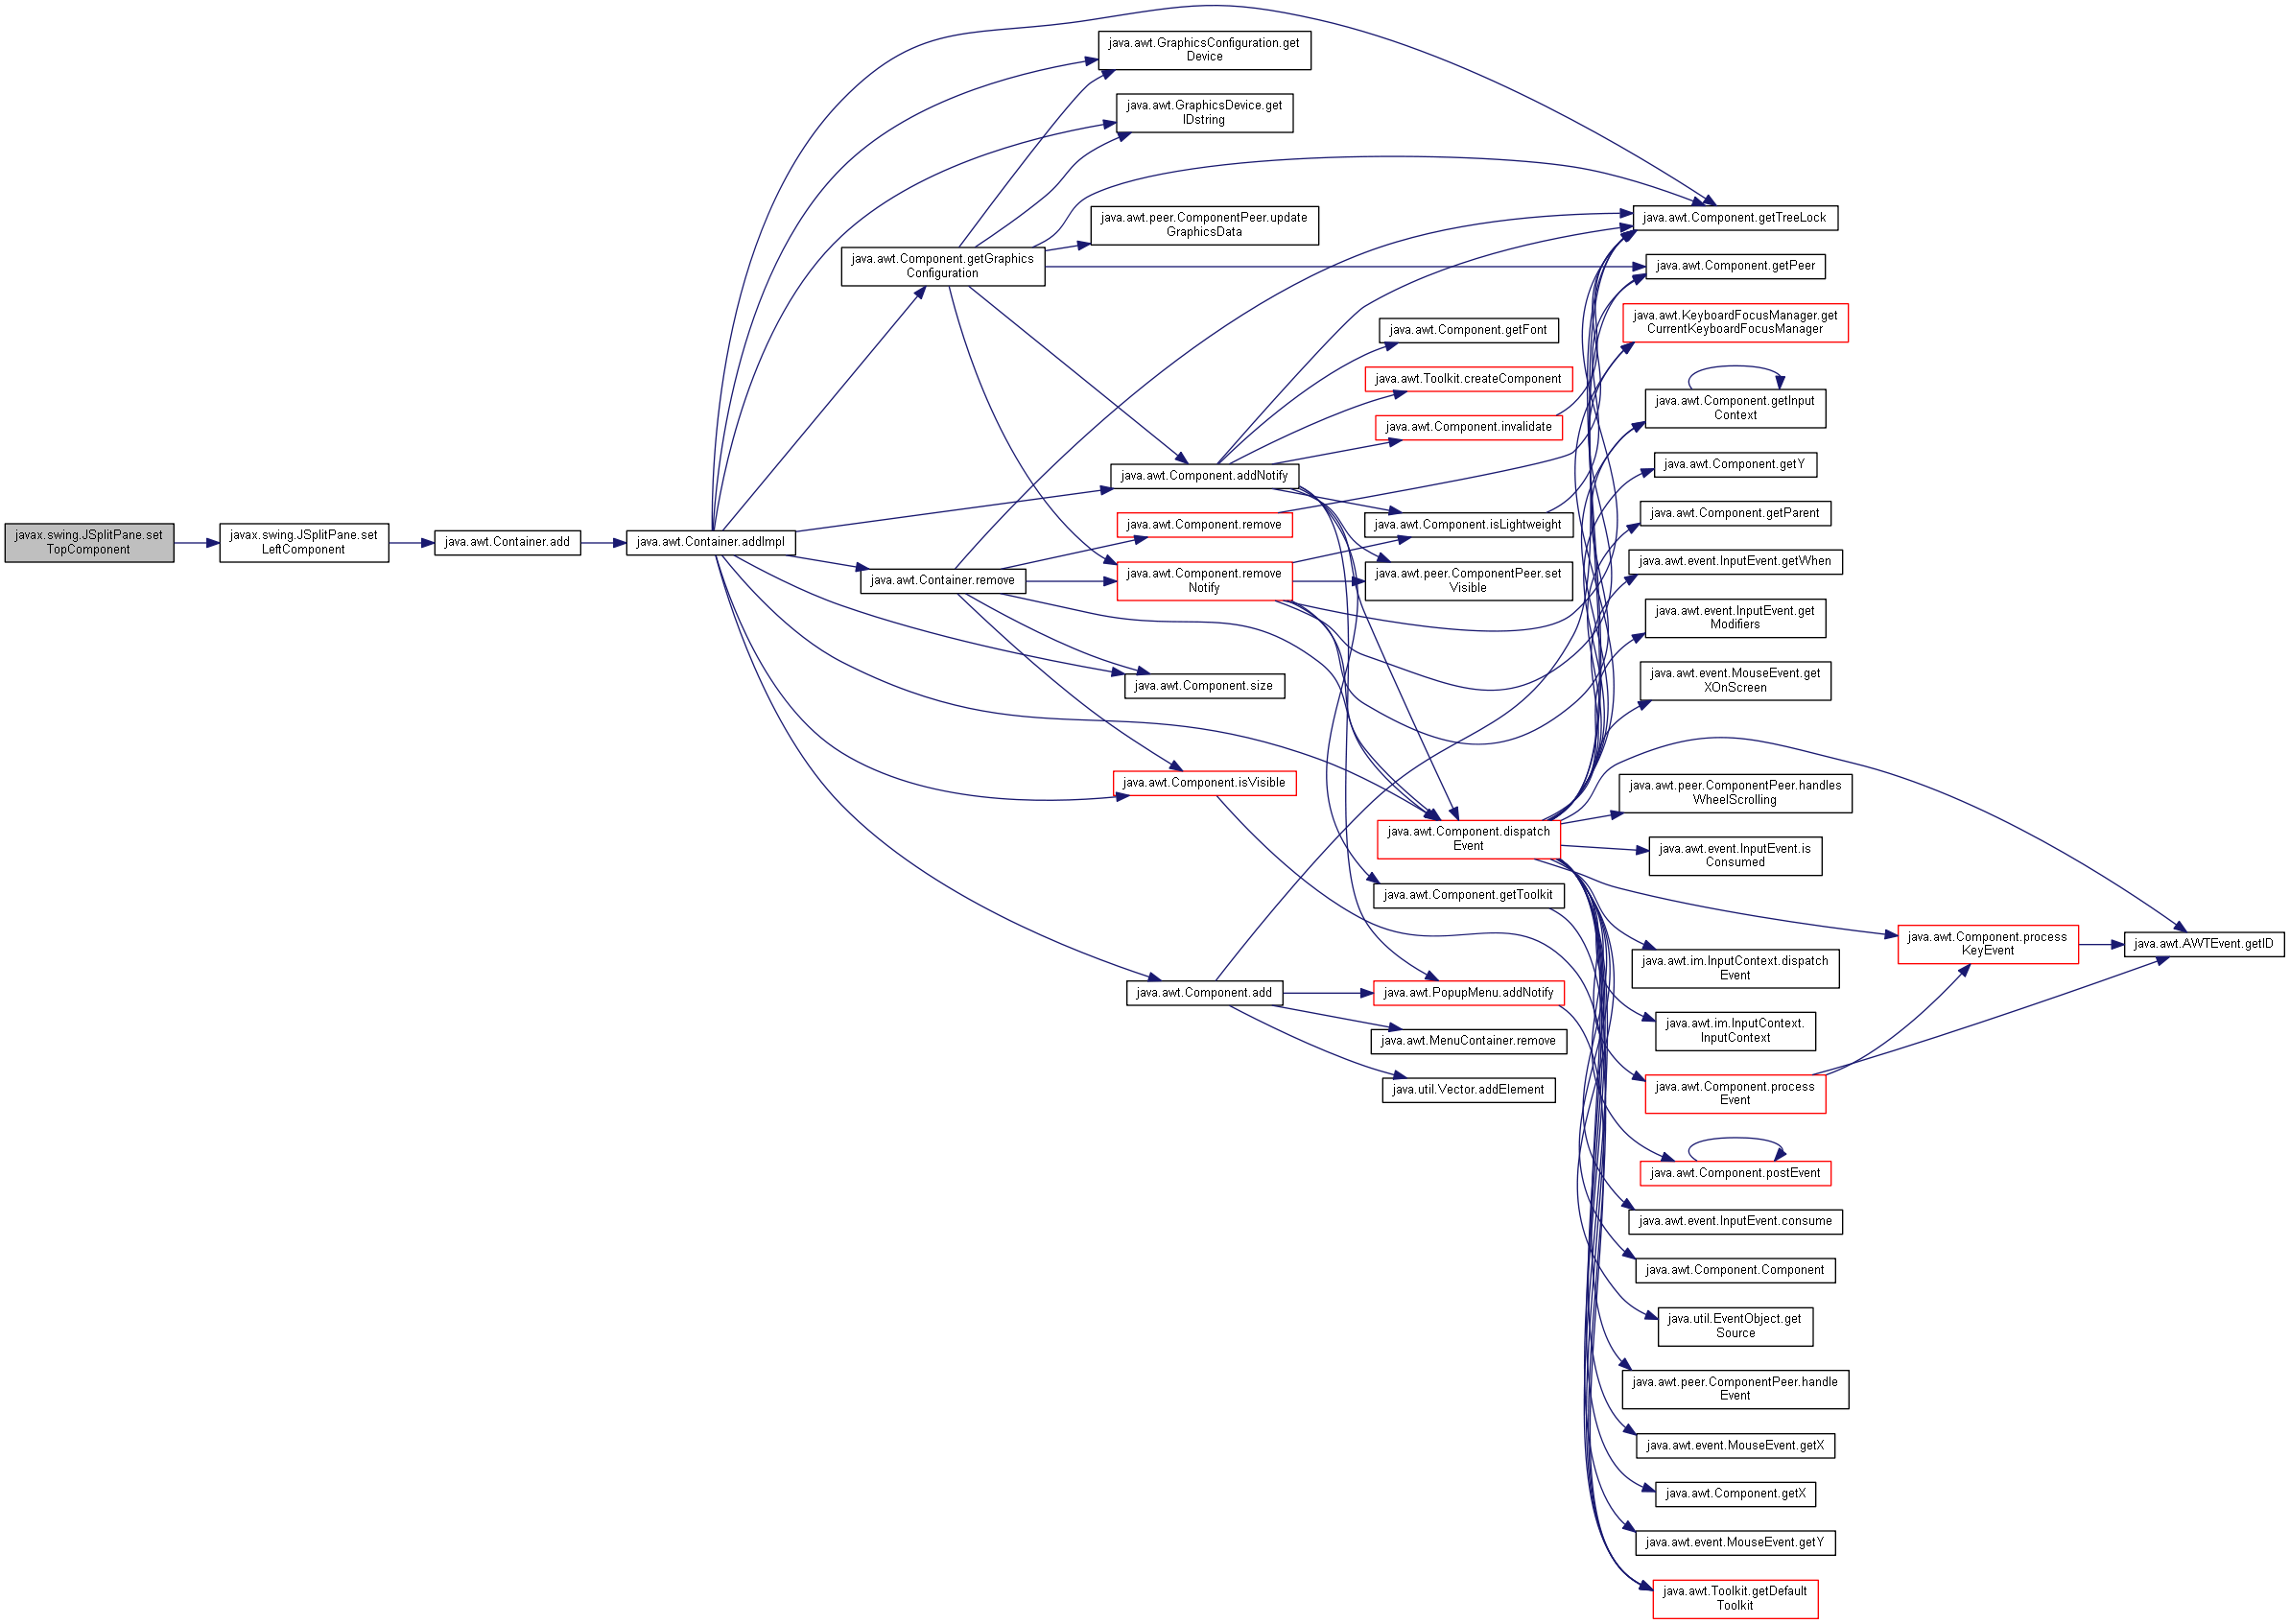 javax.swing.JSplitPane.set
TopComponent
javax.swing.JSplitPane.set
LeftComponent
java.awt.Container.add
java.awt.Container.addImpl
java.awt.Component.getGraphics
Configuration
java.awt.Container.remove
java.awt.GraphicsConfiguration.get
Device
java.awt.GraphicsDevice.get
IDstring
java.awt.peer.ComponentPeer.update
GraphicsData
java.awt.Component.addNotify
java.awt.Component.remove
java.awt.Component.remove
Notify
java.awt.Component.size
java.awt.Component.isVisible
java.awt.Component.add
java.awt.Component.getFont
java.awt.Toolkit.createComponent
java.awt.Component.invalidate
java.awt.Component.isLightweight
java.awt.peer.ComponentPeer.set
Visible
java.awt.Component.dispatch
Event
java.awt.Component.getToolkit
java.awt.PopupMenu.addNotify
java.awt.MenuContainer.remove
java.util.Vector.addElement
java.awt.Component.getTreeLock
java.awt.Component.getPeer
java.awt.KeyboardFocusManager.get
CurrentKeyboardFocusManager
java.awt.Component.getInput
Context
java.awt.Component.getY
java.awt.Component.getParent
java.awt.event.InputEvent.getWhen
java.awt.event.InputEvent.get
Modifiers
java.awt.event.MouseEvent.get
XOnScreen
java.awt.peer.ComponentPeer.handles
WheelScrolling
java.awt.event.InputEvent.is
Consumed
java.awt.im.InputContext.dispatch
Event
java.awt.im.InputContext.
InputContext
java.awt.Component.process
Event
java.awt.Component.postEvent
java.awt.event.InputEvent.consume
java.awt.Component.Component
java.util.EventObject.get
Source
java.awt.peer.ComponentPeer.handle
Event
java.awt.event.MouseEvent.getX
java.awt.Component.getX
java.awt.event.MouseEvent.getY
java.awt.Toolkit.getDefault
Toolkit
java.awt.Component.process
KeyEvent
java.awt.AWTEvent.getID